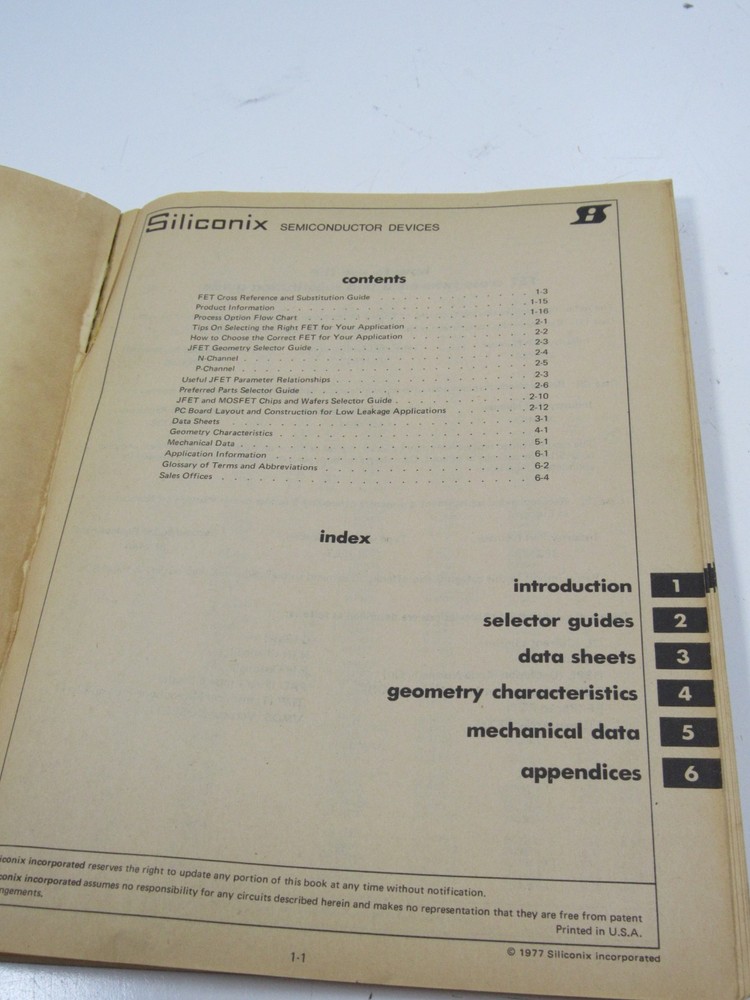 Siliconix SEMICONDUCTOR DEVICES
contents
FET Cross Reference and Substitution Guide . . . . . . . . . . 1-3
Product Information . . . . . . . . . . 1-15
Process Option Flow Chart . . . . . . . . . . 1-16
Tips On Selecting the Right FET for Your Application . . . . . . . . . . 2-1
How to Choose the Correct FET for Your Application . . . . . . . . . . 2-2
JFET Geometry Selector Guide . . . . . . . . . . 2-3
N-Channel . . . . . . . . . . 2-4
P-Channel . . . . . . . . . . 2-5
Useful JFET Parameter Relationships . . . . . . . . . . 2-3
Preferred Parts Selector Guide . . . . . . . . . . 2-6
JFET and MOSFET Chips and Wafers Selector Guide . . . . . . . . . . 2-10
PC Board Layout and Construction for Low Leakage Applications . . . . . . . . . . 2-12
Data Sheets . . . . . . . . . . 3-1
Geometry Characteristics . . . . . . . . . . 4-1
Mechanical Data . . . . . . . . . . 5-1
Application Information . . . . . . . . . . 6-1
Glossary of Terms and Abbreviations . . . . . . . . . . 6-2
Sales Offices . . . . . . . . . . 6-4
index
introduction 1
selector guides 2
data sheets 3
geometry characteristics 4
mechanical data 5
appendices 6
iconix incorporated reserves the right to update any portion of this book at any time without notification.
conix incorporated assumes no responsibility for any circuits described herein and makes no representation that they are free from patent
ngements.
Printed in U.S.A.
1-1
© 1977 Siliconix incorporated